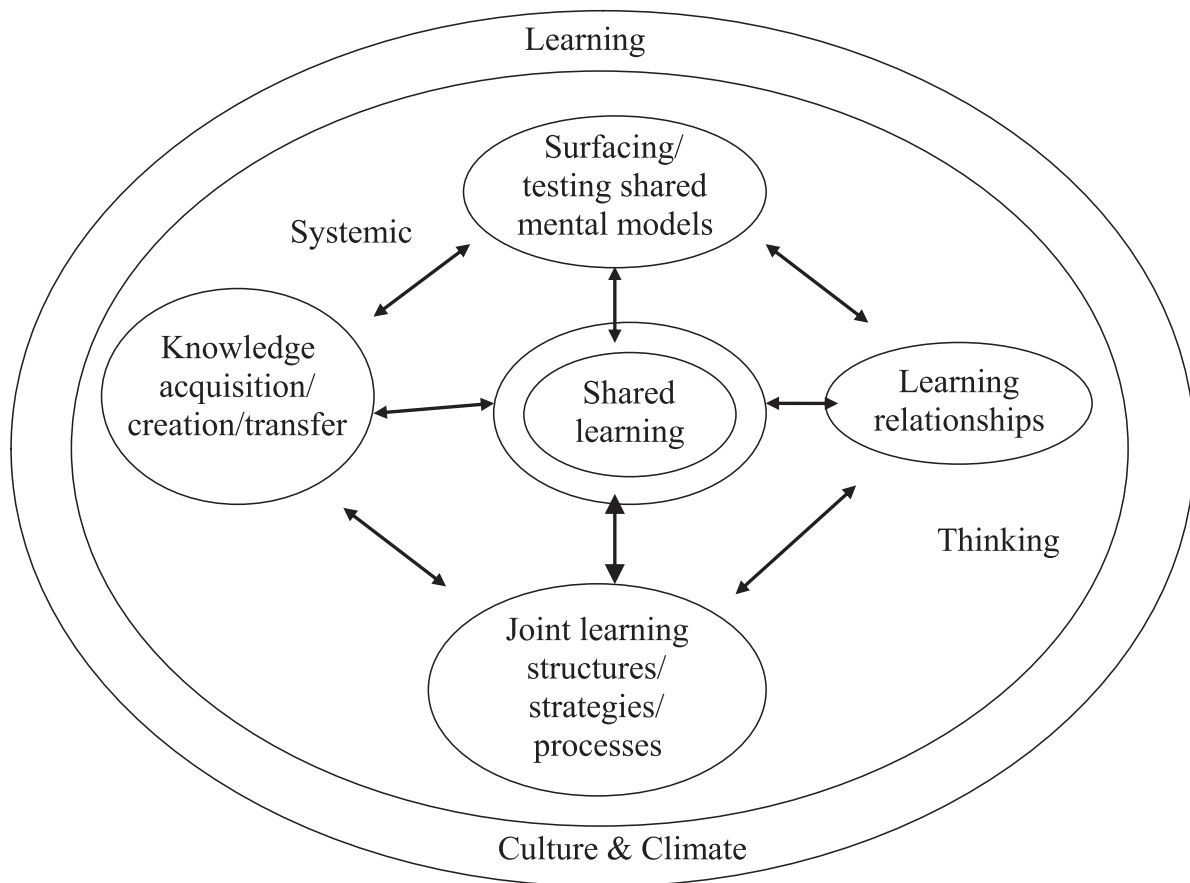 Learning
Surfacing/
testing shared
mental models
Systemic
Knowledge
acquisition/
creation/transfer
Shared
learning
Learning
relationships
Thinking
Joint learning
structures/
strategies/
processes
Culture & Climate